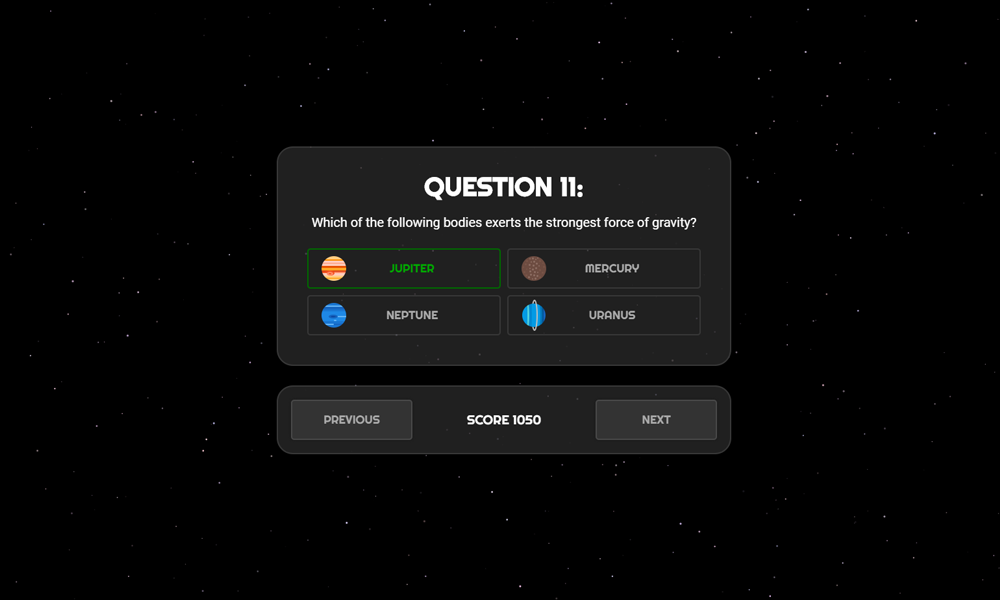 QUESTION 11:
Which of the following bodies exerts the strongest force of gravity?
JUPITER
MERCURY
NEPTUNE
URANUS
PREVIOUS
SCORE 1050
NEXT